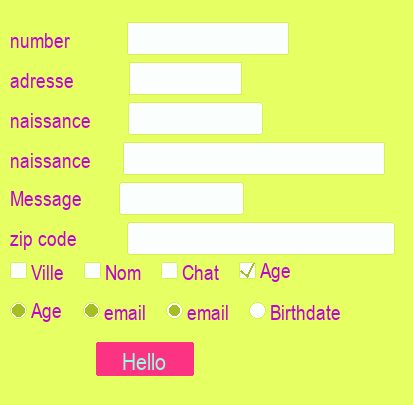 number
adresse
naissance
naissance
Message
zip code
Ville Nom Chat Age
Age email email Birthdate
Hello